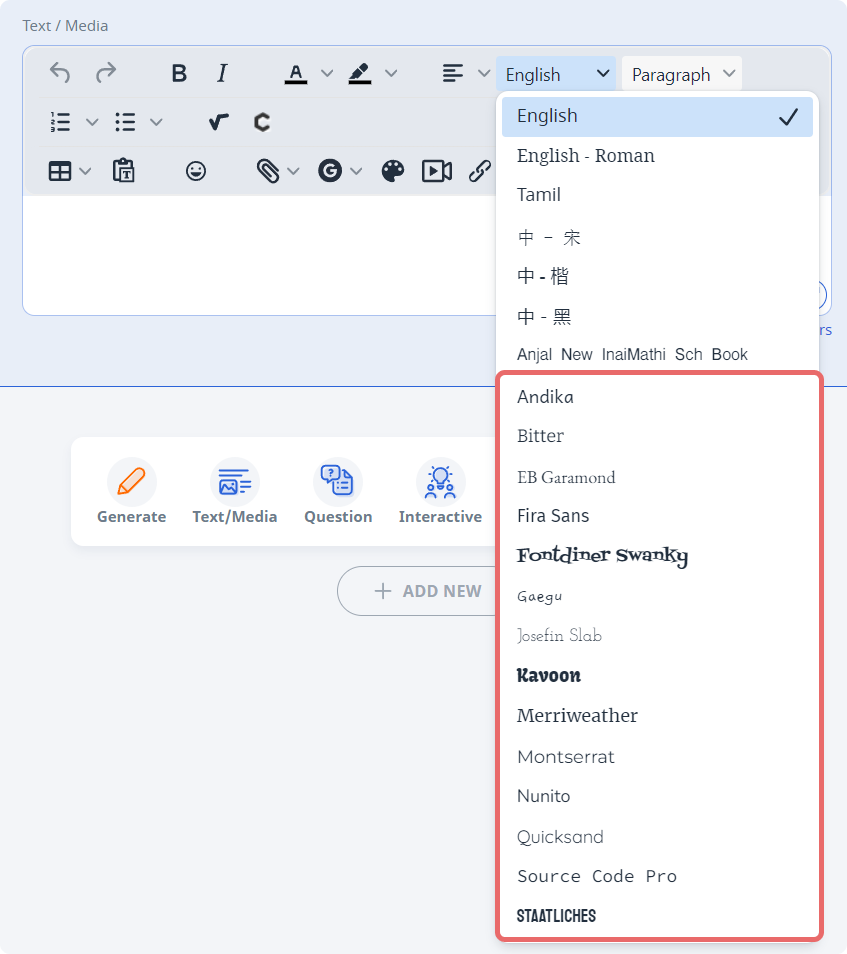 Text / Media
B I A English Paragraph
English
English - Roman
Tamil
中 - 宋
中 - 楷
中 - 黑
rs
Anjal New InaiMathi Sch Book
Andika
Bitter
EB Garamond
Fira Sans
Generate Text/Media Question Interactive
Fontdiner Swanky
ADD NEW
Gaegu
Josefin Slab
Kavoon
Merriweather
Montserrat
Nunito
Quicksand
Source Code Pro
STAATLICHES